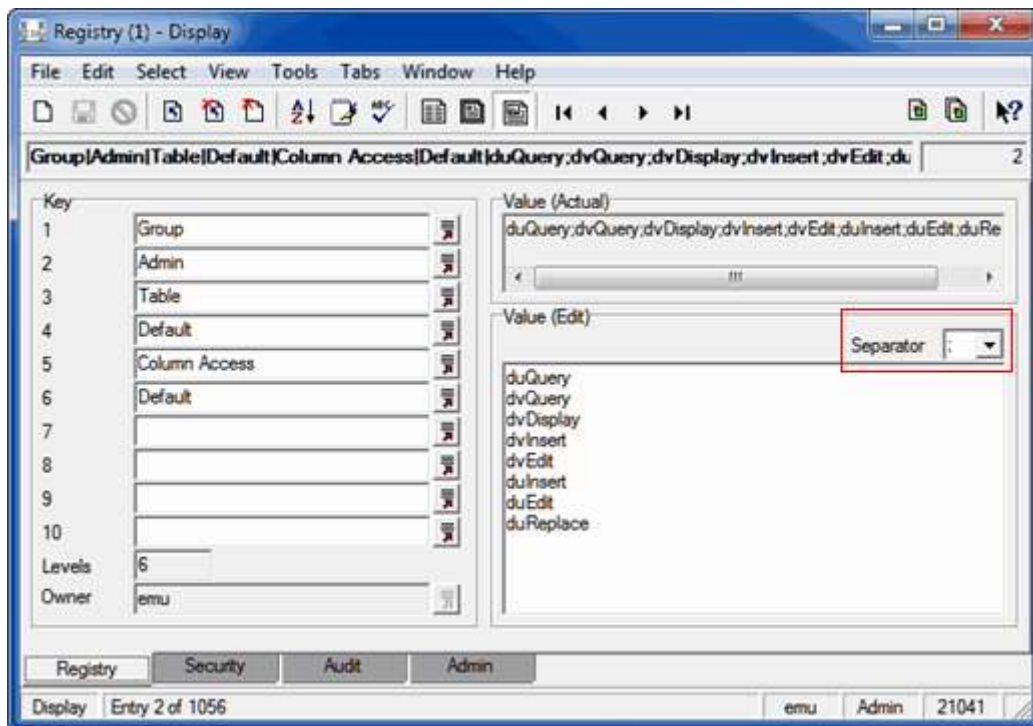 Registry (1) - Display
File Edit Select View Tools Tabs Window Help
Group|Admin|Table|Default|Column Access|Default|duQuery;dvQuery;dvDisplay;dvInsert;dvEdit;du 2
Key
1 Group
2 Admin
3 Table
4 Default
5 Column Access
6 Default
7
8
9
10
Levels 6
Owner emu
Value (Actual)
duQuery;dvQuery;dvDisplay;dvInsert;dvEdit;duInsert;duEdit;duRe
Value (Edit)
Separator ;
duQuery
dvQuery
dvDisplay
dvInsert
dvEdit
duInsert
duEdit
duReplace
Registry Security Audit Admin
Display Entry 2 of 1056 emu Admin 21041